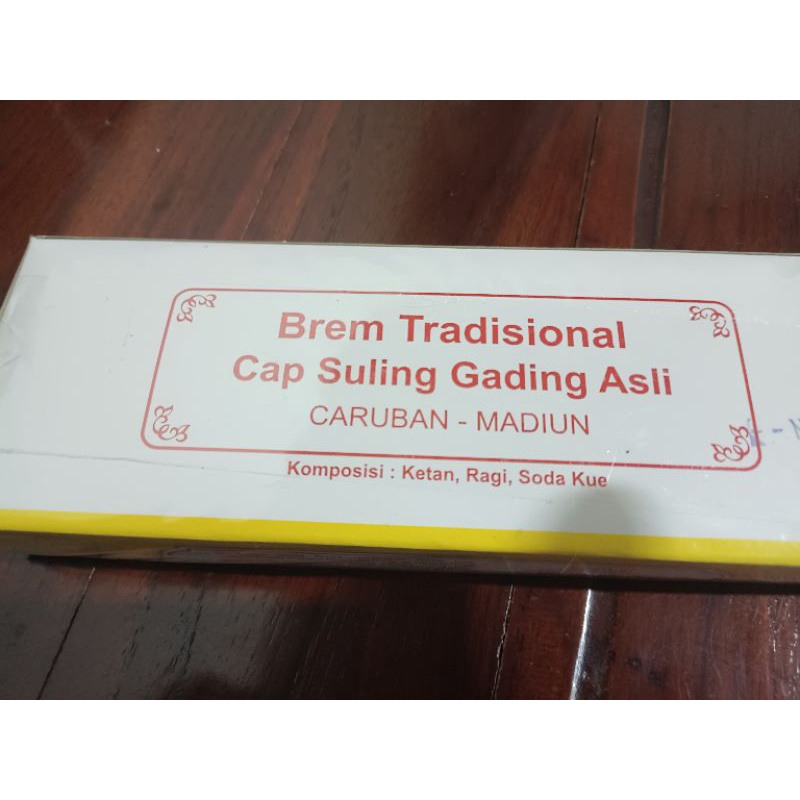 Brem Tradisional
Cap Suling Gading Asli
CARUBAN - MADIUN
Komposisi : Ketan, Ragi, Soda Kue